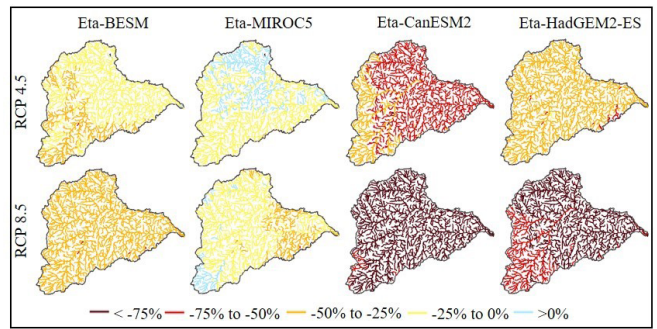 Eta-BESM Eta-MIROC5 Eta-CanESM2 Eta-HadGEM2-ES
RCP 4.5
RCP 8.5
< -75% -75% to -50% -50% to -25% -25% to 0% >0%